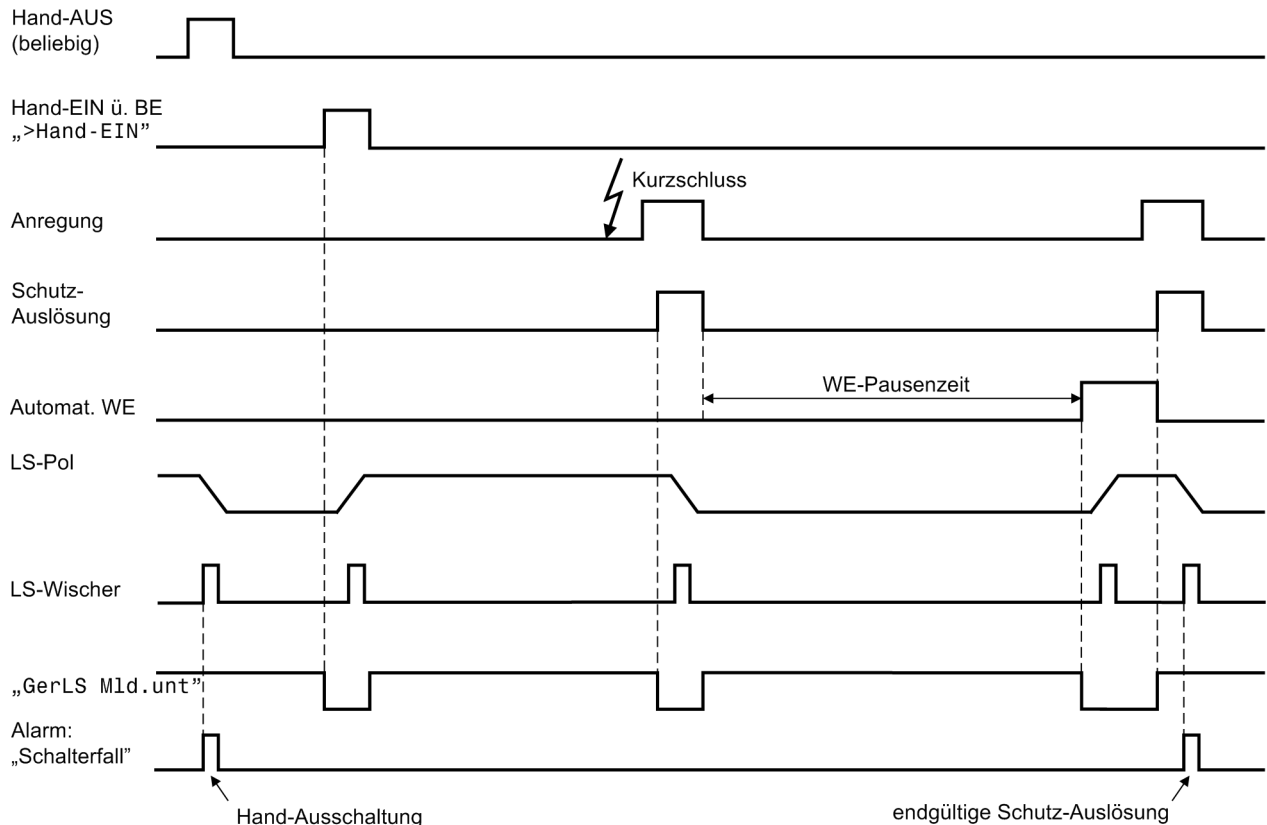 Hand-AUS
(beliebig)
Hand-EIN ü. BE
„>Hand-EIN”
Kurzschluss
Anregung
Schutz-
Auslösung
WE-Pausenzeit
Automat. WE
LS-Pol
LS-Wischer
„GerLS Mld.unt”
Alarm:
„Schalterfall”
Hand-Ausschaltung
endgültige Schutz-Auslösung